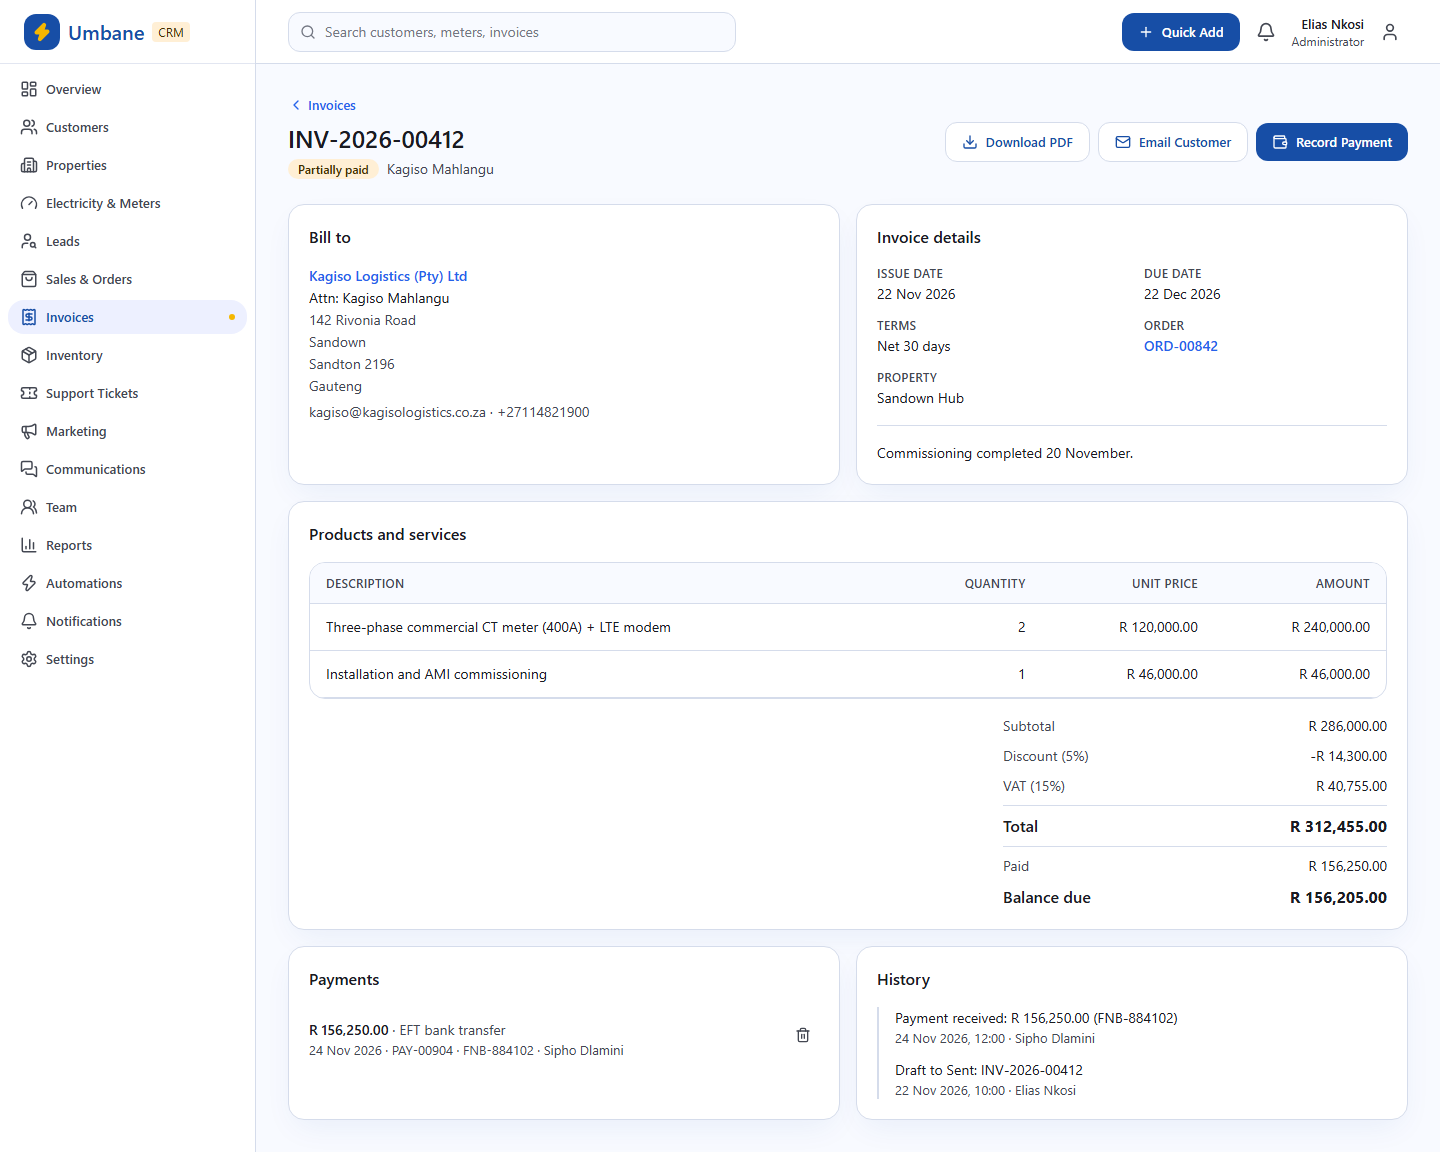 Umbane CRM
Search customers, meters, invoices
Quick Add
Elias Nkosi
Administrator
Overview
Customers
Properties
Electricity & Meters
Leads
Sales & Orders
Invoices
Inventory
Support Tickets
Marketing
Communications
Team
Reports
Automations
Notifications
Settings
Invoices
INV-2026-00412
Partially paid Kagiso Mahlangu
Download PDF
Email Customer
Record Payment
Bill to
Kagiso Logistics (Pty) Ltd
Attn: Kagiso Mahlangu
142 Rivonia Road
Sandown
Sandton 2196
Gauteng
kagiso@kagisologistics.co.za · +27114821900
Invoice details
ISSUE DATE
22 Nov 2026
DUE DATE
22 Dec 2026
TERMS
Net 30 days
ORDER
ORD-00842
PROPERTY
Sandown Hub
Commissioning completed 20 November.
Products and services
DESCRIPTION QUANTITY UNIT PRICE AMOUNT
Three-phase commercial CT meter (400A) + LTE modem 2 R 120,000.00 R 240,000.00
Installation and AMI commissioning 1 R 46,000.00 R 46,000.00
Subtotal R 286,000.00
Discount (5%) -R 14,300.00
VAT (15%) R 40,755.00
Total R 312,455.00
Paid R 156,250.00
Balance due R 156,205.00
Payments
R 156,250.00 · EFT bank transfer
24 Nov 2026 · PAY-00904 · FNB-884102 · Sipho Dlamini
History
Payment received: R 156,250.00 (FNB-884102)
24 Nov 2026, 12:00 · Sipho Dlamini
Draft to Sent: INV-2026-00412
22 Nov 2026, 10:00 · Elias Nkosi